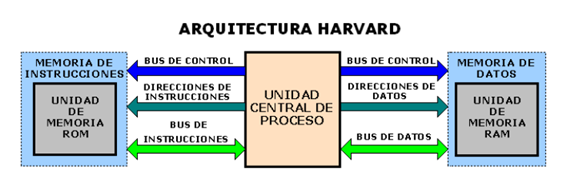 ARQUITECTURA HARVARD
MEMORIA DE
INSTRUCCIONES
UNIDAD
DE
MEMORIA
ROM
BUS DE CONTROL
DIRECCIONES DE
INSTRUCCIONES
BUS DE
INSTRUCCIONES
UNIDAD
CENTRAL DE
PROCESO
BUS DE CONTROL
DIRECCIONES DE
DATOS
BUS DE DATOS
MEMORIA DE
DATOS
UNIDAD
DE
MEMORIA
RAM